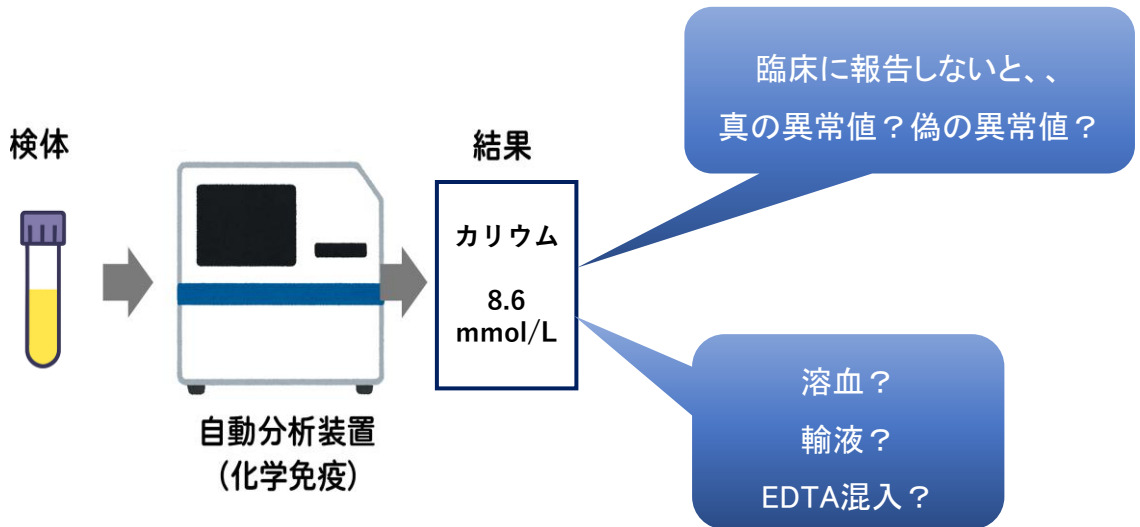 臨床に報告しないと、、
真の異常値？偽の異常値？
検体
結果
カリウム
8.6
mmol/L
自動分析装置
(化学免疫)
溶血？
輸液？
EDTA混入？